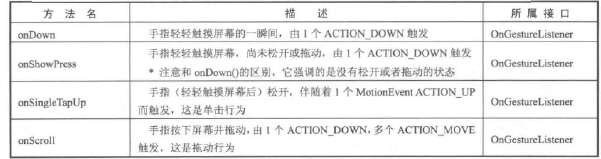 方 法 名 描 述 所 属 接 口
onDown 手指轻轻触摸屏幕的一瞬间，由 1 个 ACTION_DOWN 触发 OnGestureListener
onShowPress 手指轻轻触摸屏幕，尚未松开或拖动，由 1 个 ACTION_DOWN 触发 OnGestureListener
* 注意和 onDown()的区别，它强调的是没有松开或者拖动的状态
onSingleTapUp 手指（轻轻触摸屏幕后）松开，伴随着 1 个 MotionEvent ACTION_UP OnGestureListener
而触发，这是单击行为
onScroll 手指按下屏幕并拖动，由 1 个 ACTION_DOWN，多个 ACTION_MOVE OnGestureListener
触发，这是拖动行为